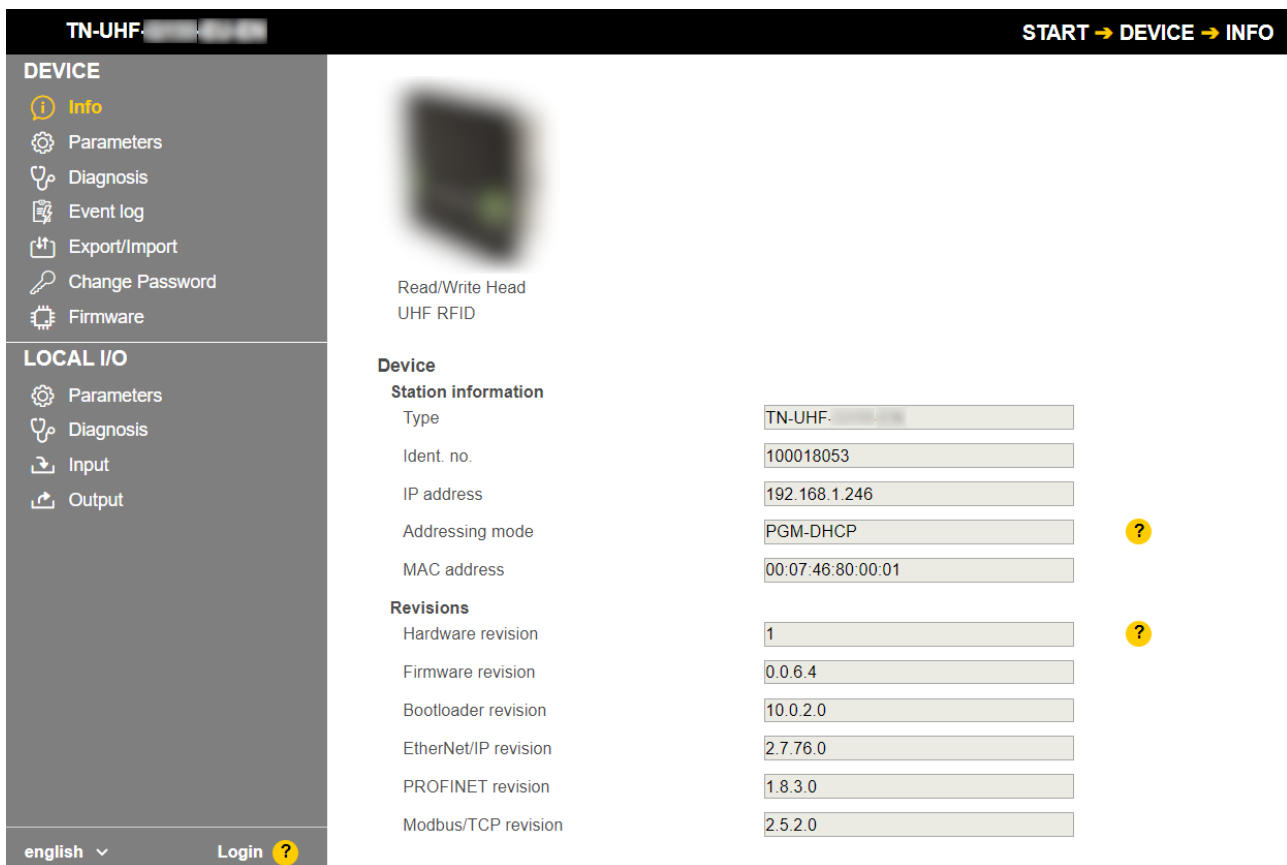 TN-UHF-
START ➔ DEVICE ➔ INFO
DEVICE
Info
Parameters
Diagnosis
Event log
Export/Import
Change Password
Firmware
LOCAL I/O
Parameters
Diagnosis
Input
Output
english
Login ?
Read/Write Head
UHF RFID
Device
Station information
Type TN-UHF-
Ident. no. 100018053
IP address 192.168.1.246
Addressing mode PGM-DHCP ?
MAC address 00:07:46:80:00:01
Revisions
Hardware revision 1 ?
Firmware revision 0.0.6.4
Bootloader revision 10.0.2.0
EtherNet/IP revision 2.7.76.0
PROFINET revision 1.8.3.0
Modbus/TCP revision 2.5.2.0